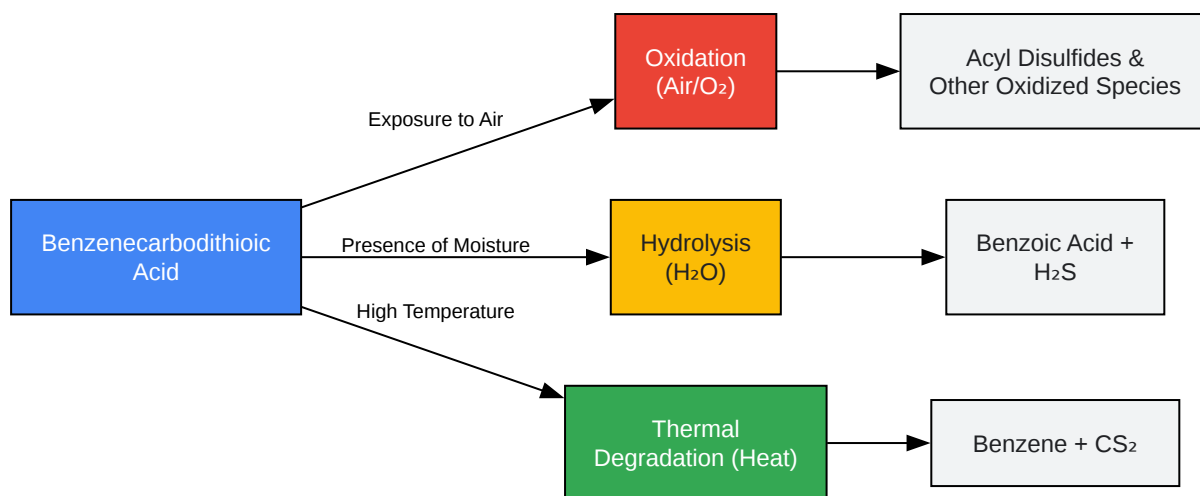 Oxidation
(Air/O₂)
Acyl Disulfides &
Other Oxidized Species
Exposure to Air
Benzenecarbodithioic
Acid
Presence of Moisture
Hydrolysis
(H₂O)
Benzoic Acid +
H₂S
High Temperature
Thermal
Degradation (Heat)
Benzene + CS₂